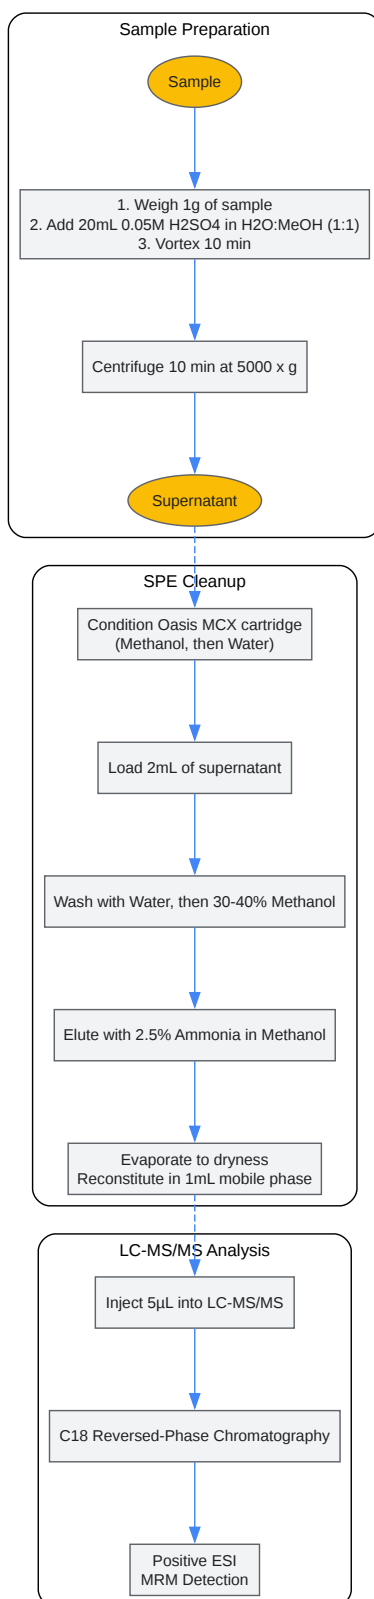 Sample Preparation
Sample
1. Weigh 1g of sample
2. Add 20mL 0.05M H2SO4 in H2O:MeOH (1:1)
3. Vortex 10 min
Centrifuge 10 min at 5000 x g
Supernatant
SPE Cleanup
Condition Oasis MCX cartridge
(Methanol, then Water)
Load 2mL of supernatant
Wash with Water, then 30-40% Methanol
Elute with 2.5% Ammonia in Methanol
Evaporate to dryness
Reconstitute in 1mL mobile phase
LC-MS/MS Analysis
Inject 5µL into LC-MS/MS
C18 Reversed-Phase Chromatography
Positive ESI
MRM Detection